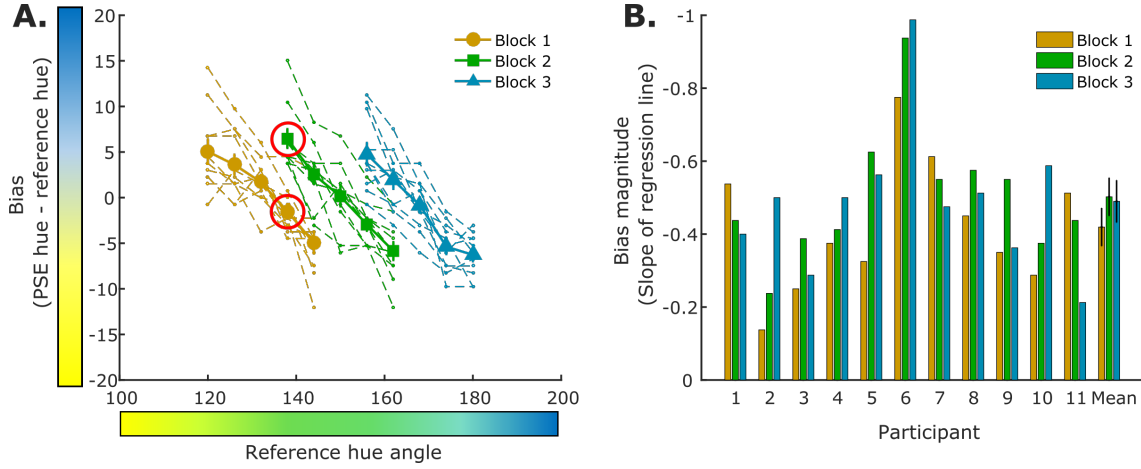 A.
Bias
(PSE hue - reference hue)
20
15
10
5
0
-5
-10
-15
-20
100
120
140
160
180
200
Reference hue angle
Block 1
Block 2
Block 3
B.
Bias magnitude
(Slope of regression line)
-1
-0.8
-0.6
-0.4
-0.2
0
Block 1
Block 2
Block 3
1 2 3 4 5 6 7 8 9 10 11 Mean
Participant